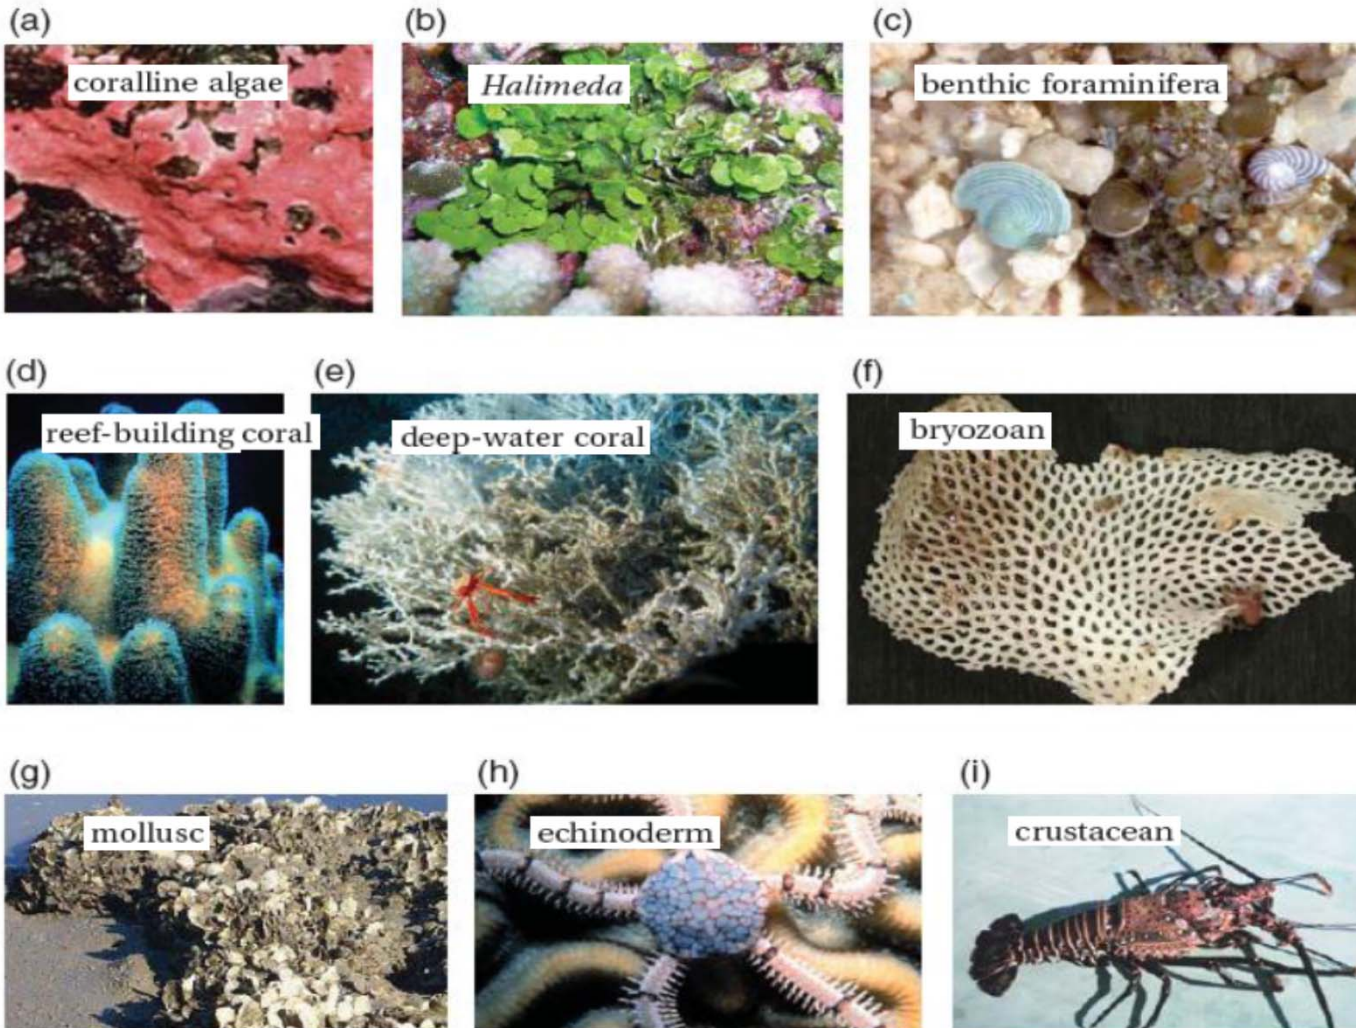 (a)
(b)
(c)
coralline algae
Halimeda
benthic foraminifera
(d)
(e)
(f)
reef-building coral
deep-water coral
bryozoan
(g)
(h)
(i)
mollusc
echinoderm
crustacean